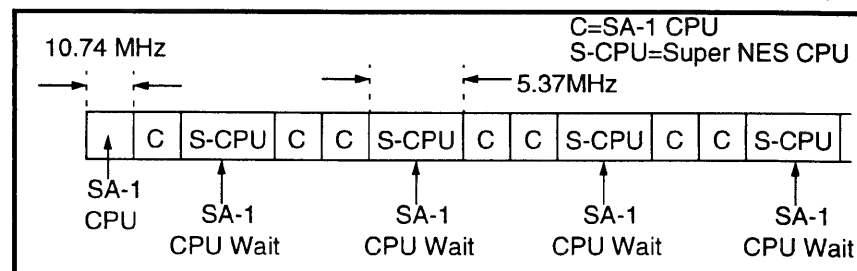 C=SA-1 CPU
S-CPU=Super NES CPU
10.74 MHz
5.37MHz
C S-CPU C C S-CPU C C S-CPU C C S-CPU
SA-1 CPU
SA-1 CPU Wait
SA-1 CPU Wait
SA-1 CPU Wait
SA-1 CPU Wait